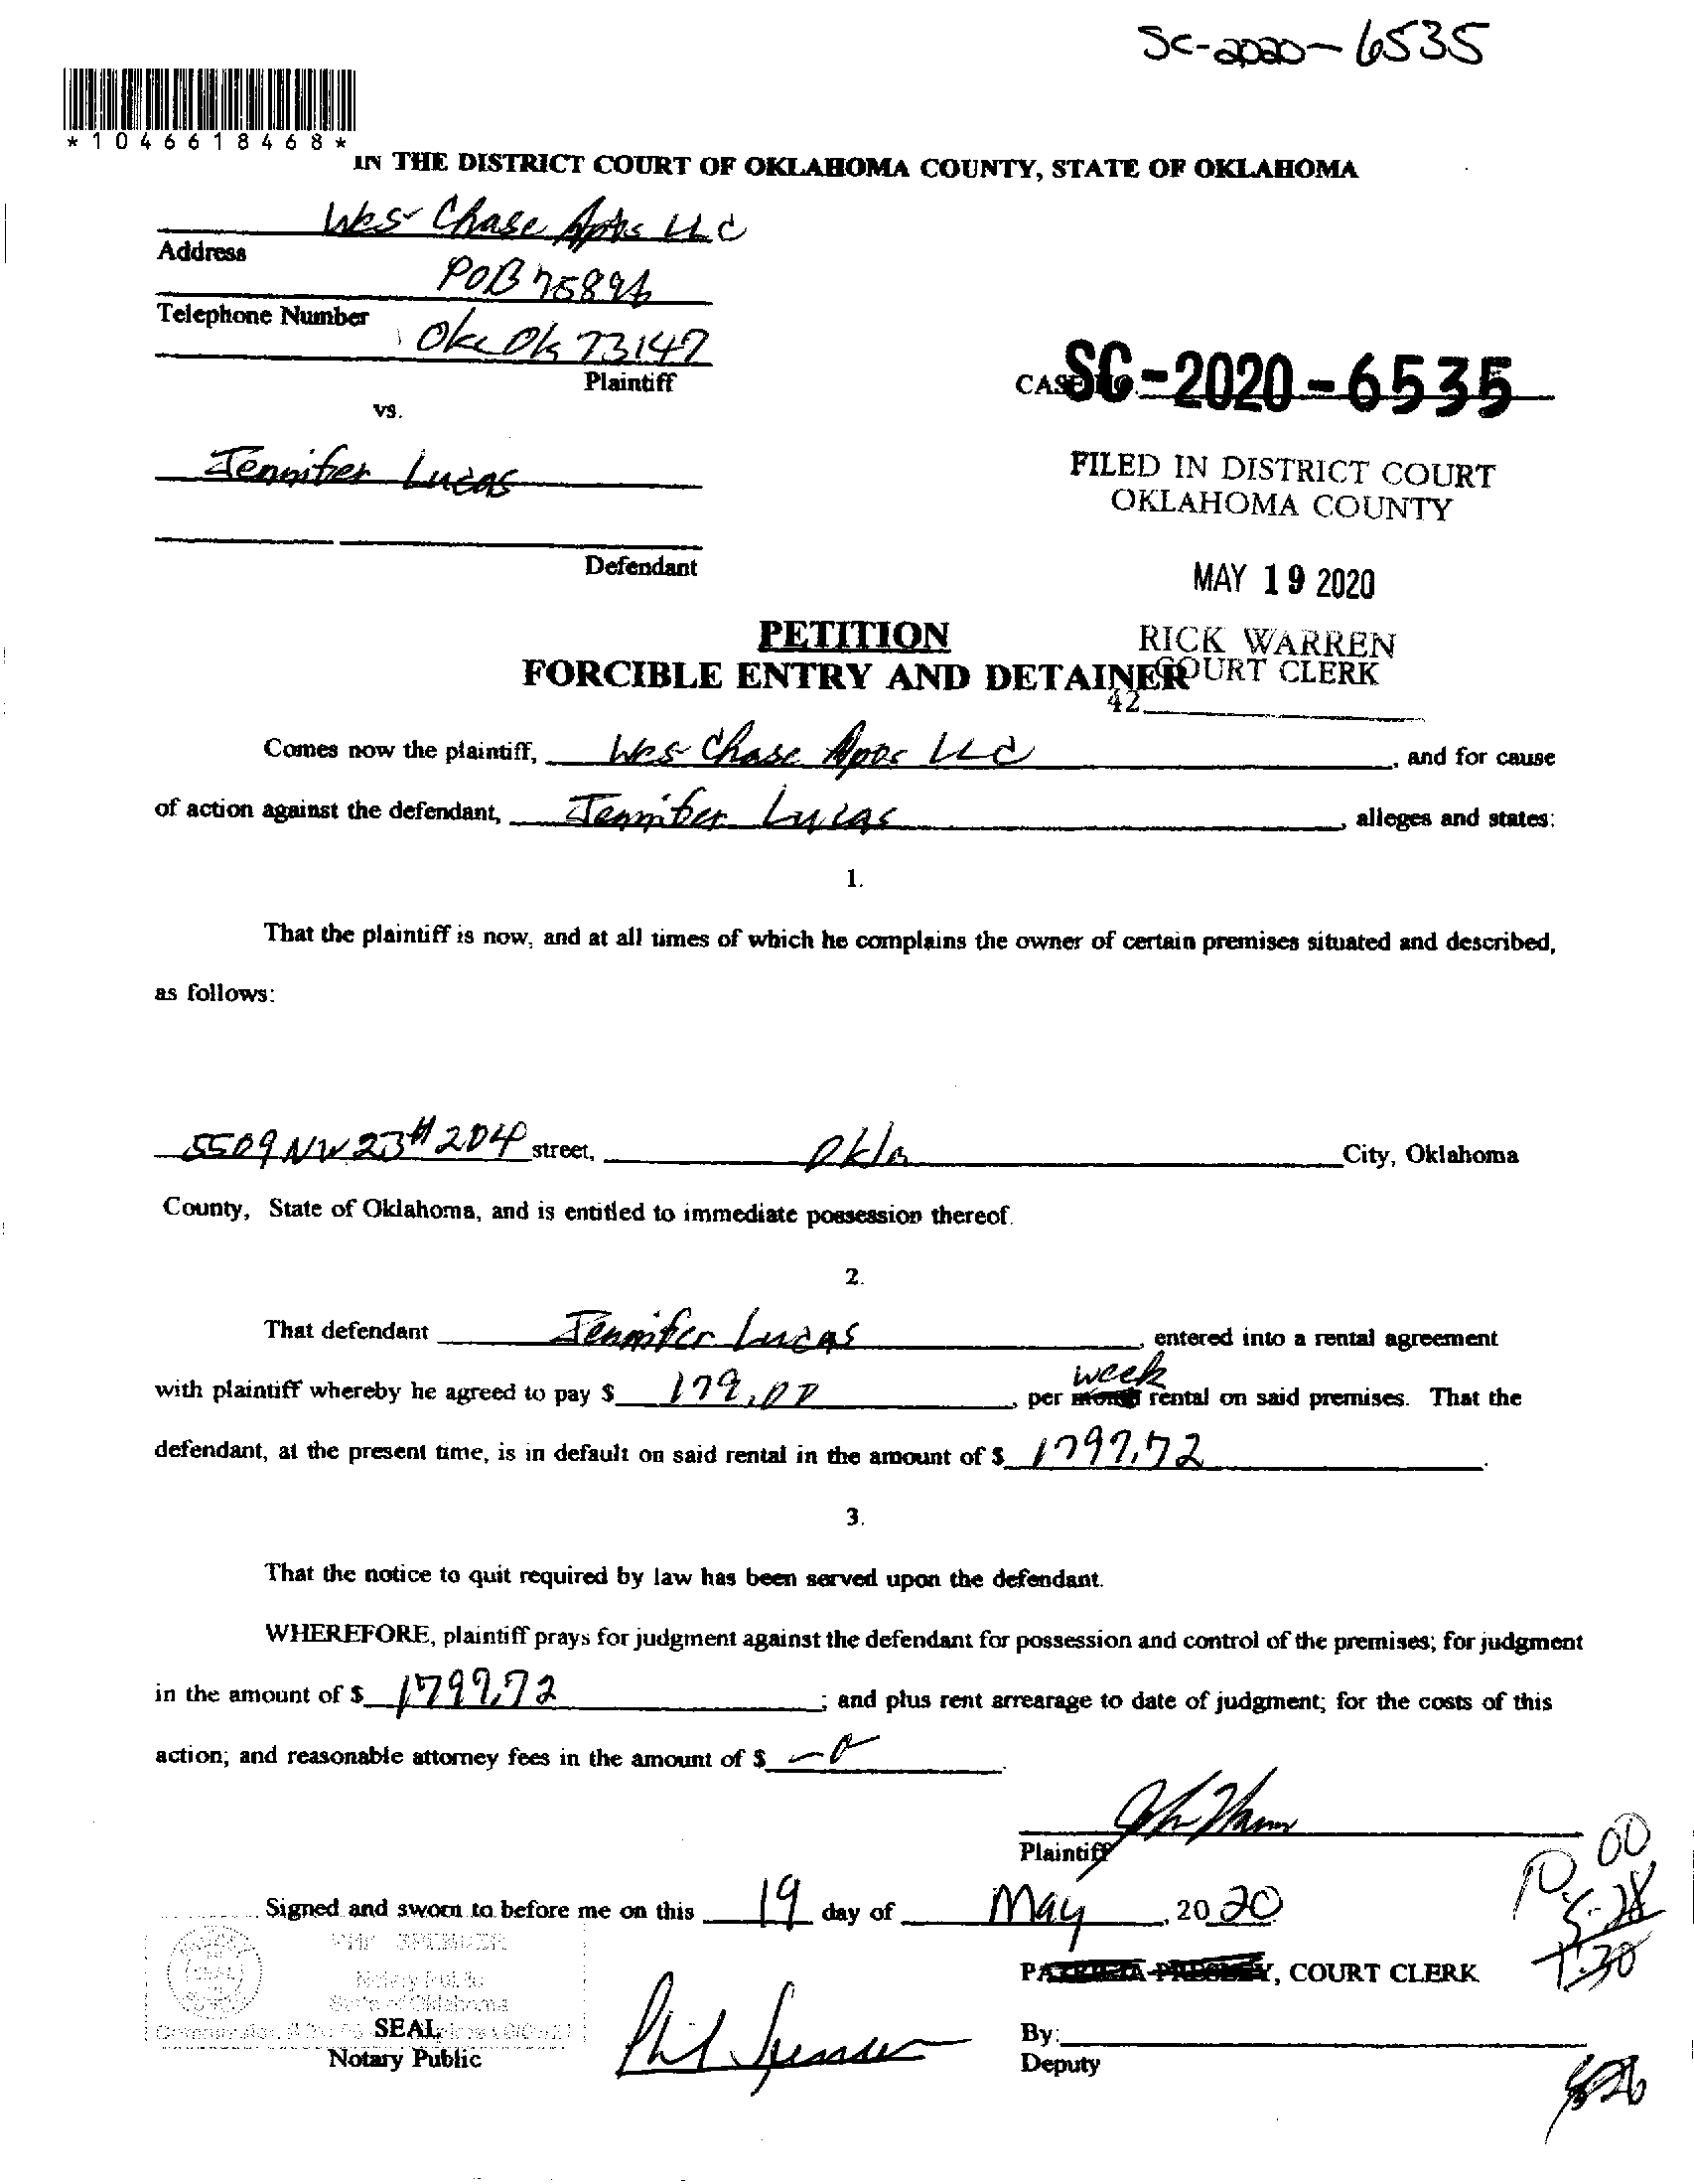 SC-2020-6535
*1046618468*
IN THE DISTRICT COURT OF OKLAHOMA COUNTY, STATE OF OKLAHOMA
Wes Chase Apts LLC
Address
POB 75896
Telephone Number
Okc Ok 73147
Plaintiff
CASE NO. SC-2020-6535
vs.
Jennifer Lucas
FILED IN DISTRICT COURT
OKLAHOMA COUNTY
Defendant
MAY 19 2020
PETITION
RICK WARREN
FORCIBLE ENTRY AND DETAINER
COURT CLERK
42
Comes now the plaintiff, Wes Chase Apts LLC, and for cause
of action against the defendant, Jennifer Lucas, alleges and states:
1.
That the plaintiff is now, and at all times of which he complains the owner of certain premises situated and described,
as follows:
5509 NW 23 #204 street, Okla City, Oklahoma
County, State of Oklahoma, and is entitled to immediate possession thereof.
2.
That defendant Jennifer Lucas, entered into a rental agreement
with plaintiff whereby he agreed to pay $ 179.00, per month week rental on said premises. That the
defendant, at the present time, is in default on said rental in the amount of $ 1797.72.
3.
That the notice to quit required by law has been served upon the defendant.
WHEREFORE, plaintiff prays for judgment against the defendant for possession and control of the premises; for judgment
in the amount of $ 1797.72; and plus rent arrearage to date of judgment; for the costs of this
action; and reasonable attorney fees in the amount of $ -0.
Plaintiff
Signed and sworn to before me on this 19 day of May, 2020
PHIL SPENCER
Notary Public
State of Oklahoma
PATRICIA PRESLEY, COURT CLERK
5-28
1:30
SEAL
Notary Public
Phil Spencer
By:
Deputy